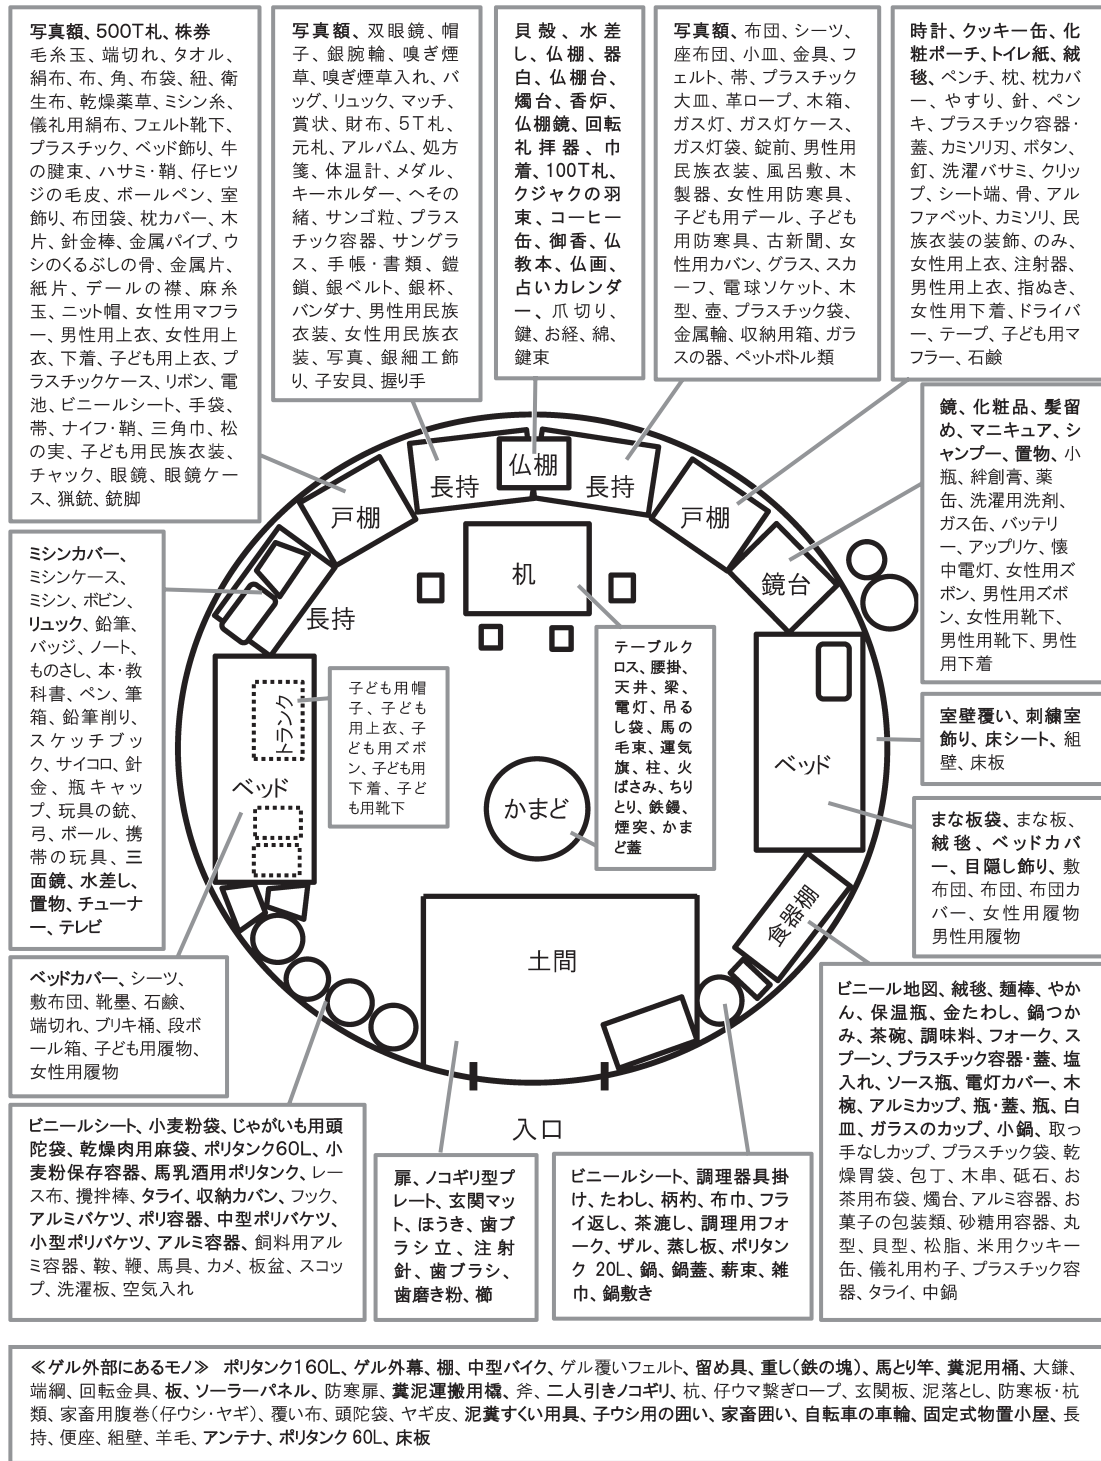 写真額、500T札、株券
毛糸玉、端切れ、タオル、
絹布、布、角、布袋、紐、衛
生布、乾燥薬草、ミシン糸、
儀礼用絹布、フェルト靴下、
プラスチック、ベッド飾り、牛
の腱束、ハサミ・鞘、仔ヒツ
ジの毛皮、ボールペン、室
飾り、布団袋、枕カバー、木
片、針金棒、金属パイプ、ウ
シのくるぶしの骨、金属片、
紙片、デールの襟、麻糸
玉、ニット帽、女性用マフラ
ー、男性用上衣、女性用上
衣、下着、子ども用上衣、プ
ラスチックケース、リボン、電
池、ビニールシート、手袋、
帯、ナイフ・鞘、三角巾、松
の実、子ども用民族衣装、
チャック、眼鏡、眼鏡ケー
ス、猟銃、銃脚
写真額、双眼鏡、帽
子、銀腕輪、嗅ぎ煙
草、嗅ぎ煙草入れ、バ
ッグ、リュック、マッチ、
賞状、財布、5T札、
元札、アルバム、処方
箋、体温計、メダル、
キーホルダー、へその
緒、サンゴ粒、プラス
チック容器、サングラ
ス、手帳・書類、鎧
鎖、銀ベルト、銀杯、
バンダナ、男性用民族
衣装、女性用民族衣
装、写真、銀細工飾
り、子安貝、握り手
貝殻、水差
し、仏棚、器
白、仏棚台、
燭台、香炉、
仏棚鏡、回転
礼拝器、巾
着、100T札、
クジャクの羽
束、コーヒー
缶、御香、仏
教本、仏画、
占いカレンダ
ー、爪切り、
鍵、お経、綿、
鍵束
写真額、布団、シーツ、
座布団、小皿、金具、フ
ェルト、帯、プラスチック
大皿、革ロープ、木箱、
ガス灯、ガス灯ケース、
ガス灯袋、錠前、男性用
民族衣装、風呂敷、木
製器、女性用防寒具、
子ども用デール、子ども
用防寒具、古新聞、女
性用カバン、グラス、スカ
ーフ、電球ソケット、木
型、壺、プラスチック袋、
金属輪、収納用箱、ガラ
スの器、ペットボトル類
時計、クッキー缶、化
粧ポーチ、トイレ紙、絨
毯、ペンチ、枕、枕カバ
ー、やすり、針、ペン
キ、プラスチック容器・
蓋、カミソリ刃、ボタン、
釘、洗濯バサミ、クリッ
プ、シート端、骨、アル
ファベット、カミソリ、民
族衣装の装飾、のみ、
女性用上衣、注射器、
男性用上衣、指ぬき、
女性用下着、ドライバ
ー、テープ、子ども用マ
フラー、石鹸
鏡、化粧品、髪留
め、マニキュア、シ
ャンプー、置物、小
瓶、絆創膏、薬
缶、洗濯用洗剤、
ガス缶、バッテリ
ー、アップリケ、懐
中電灯、女性用ズ
ボン、男性用ズボ
ン、女性用靴下、
男性用靴下、男性
用下着
仏棚
長持
長持
戸棚
戸棚
机
鏡台
長持
ミシンカバー、
ミシンケース、
ミシン、ボビン、
リュック、鉛筆、
バッジ、ノート、
ものさし、本・教
科書、ペン、筆
箱、鉛筆削り、
スケッチブッ
ク、サイコロ、針
金、瓶キャッ
プ、玩具の銃、
弓、ボール、携
帯の玩具、三
面鏡、水差し、
置物、チューナ
ー、テレビ
トランク
ベッド
子ども用帽
子、子ども
用上衣、子
ども用ズボ
ン、子ども用
下着、子ど
も用靴下
テーブルク
ロス、腰掛、
天井、梁、
電灯、吊る
し袋、馬の
毛束、運気
旗、柱、火
ばさみ、ちり
とり、鉄鏝、
煙突、かま
ど蓋
かまど
ベッド
室壁覆い、刺繍室
飾り、床シート、組
壁、床板
まな板袋、まな板、
絨毯、ベッドカバ
ー、目隠し飾り、敷
布団、布団、布団カ
バー、女性用履物
男性用履物
食器棚
土間
入口
ベッドカバー、シーツ、
敷布団、靴墨、石鹸、
端切れ、ブリキ桶、段ボ
ール箱、子ども用履物、
女性用履物
ビニールシート、小麦粉袋、じゃがいも用頭
陀袋、乾燥肉用麻袋、ポリタンク60L、小
麦粉保存容器、馬乳酒用ポリタンク、レー
ス布、攪拌棒、タライ、収納カバン、フック、
アルミバケツ、ポリ容器、中型ポリバケツ、
小型ポリバケツ、アルミ容器、飼料用アル
ミ容器、鞍、鞭、馬具、カメ、板盆、スコッ
プ、洗濯板、空気入れ
扉、ノコギリ型プ
レート、玄関マッ
ト、ほうき、歯ブ
ラシ立、注射
針、歯ブラシ、
歯磨き粉、櫛
ビニールシート、調理器具掛
け、たわし、柄杓、布巾、フラ
イ返し、茶漉し、調理用フォ
ーク、ザル、蒸し板、ポリタン
ク 20L、鍋、鍋蓋、薪束、雑
巾、鍋敷き
ビニール地図、絨毯、麺棒、やか
ん、保温瓶、金たわし、鍋つか
み、茶碗、調味料、フォーク、ス
プーン、プラスチック容器・蓋、塩
入れ、ソース瓶、電灯カバー、木
椀、アルミカップ、瓶・蓋、瓶、白
皿、ガラスのカップ、小鍋、取っ
手なしカップ、プラスチック袋、乾
燥胃袋、包丁、木串、砥石、お
茶用布袋、燭台、アルミ容器、お
菓子の包装類、砂糖用容器、丸
型、貝型、松脂、米用クッキー
缶、儀礼用杓子、プラスチック容
器、タライ、中鍋
≪ゲル外部にあるモノ≫ ポリタンク160L、ゲル外幕、棚、中型バイク、ゲル覆いフェルト、留め具、重し（鉄の塊）、馬とり竿、糞泥用桶、大鎌、
端綱、回転金具、板、ソーラーパネル、防寒扉、糞泥運搬用橇、斧、二人引きノコギリ、杭、仔ウマ繋ぎロープ、玄関板、泥落とし、防寒板・杭
類、家畜用腹巻（仔ウシ・ヤギ）、覆い布、頭陀袋、ヤギ皮、泥糞すくい用具、子ウシ用の囲い、家畜囲い、自転車の車輪、固定式物置小屋、長
持、便座、組壁、羊毛、アンテナ、ポリタンク 60L、床板